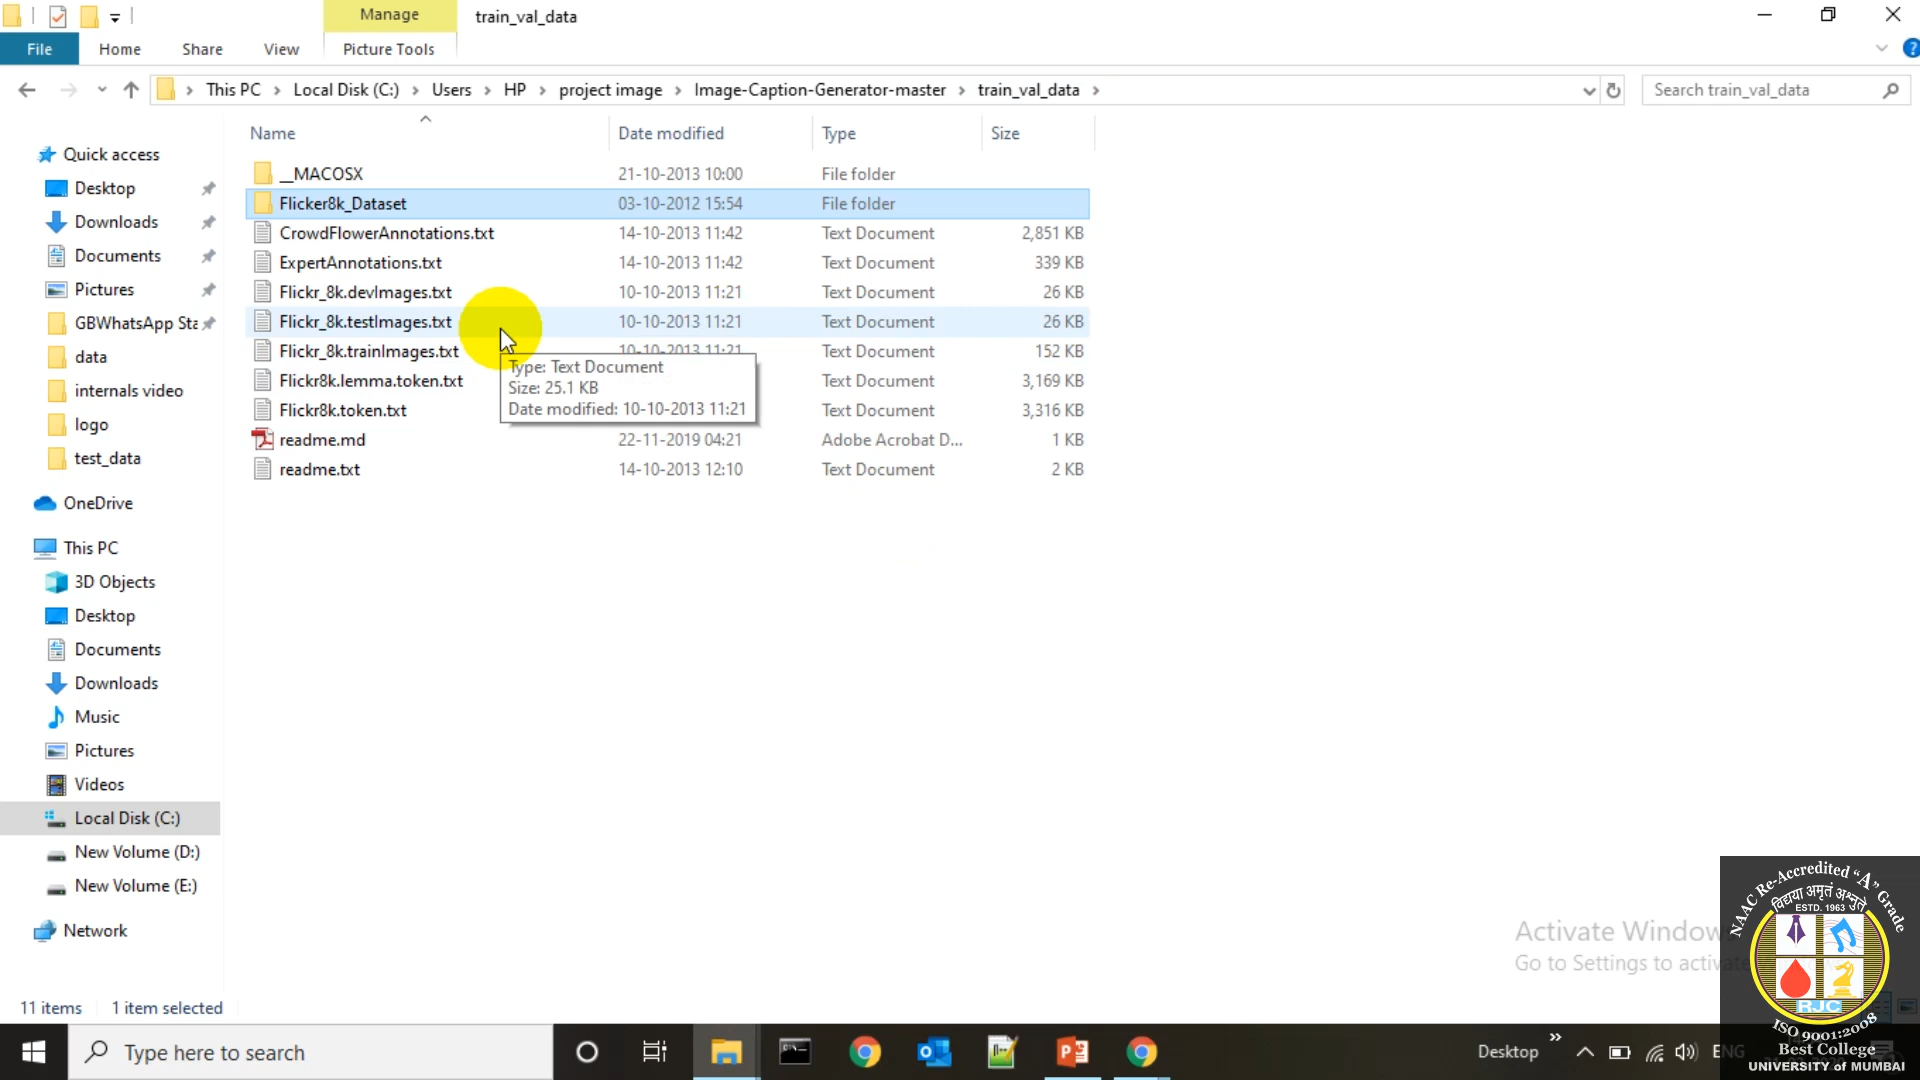 Manage
train_val_data
File
Home
Share
View
Picture Tools
This PC
Local Disk (C:)
Users
HP
project image
Image-Caption-Generator-master
train_val_data
Search train_val_data
Name
Date modified
Type
Size
__MACOSX 21-10-2013 10:00 File folder
Flicker8k_Dataset 03-10-2012 15:54 File folder
CrowdFlowerAnnotations.txt 14-10-2013 11:42 Text Document 2,851 KB
ExpertAnnotations.txt 14-10-2013 11:42 Text Document 339 KB
Flickr_8k.devImages.txt 10-10-2013 11:21 Text Document 26 KB
Flickr_8k.testImages.txt 10-10-2013 11:21 Text Document 26 KB
Flickr_8k.trainImages.txt 10-10-2013 11:21 Text Document 152 KB
Flickr8k.lemma.token.txt Text Document 3,169 KB
Flickr8k.token.txt Text Document 3,316 KB
readme.md 22-11-2019 04:21 Adobe Acrobat D... 1 KB
readme.txt 14-10-2013 12:10 Text Document 2 KB
Type: Text Document
Size: 25.1 KB
Date modified: 10-10-2013 11:21
Quick access
Desktop
Downloads
Documents
Pictures
GBWhatsApp Sta
data
internals video
logo
test_data
OneDrive
This PC
3D Objects
Desktop
Documents
Downloads
Music
Pictures
Videos
Local Disk (C:)
New Volume (D:)
New Volume (E:)
Network
11 items
1 item selected
Activate Window
Go to Settings to activate
NAAC Re-Accredited "A" Grade
विद्यया अमृतं अश्नुते
ESTD. 1963
RJC
ISO 9001:2008
Best College
UNIVERSITY of MUMBAI
Type here to search
Desktop
ENG